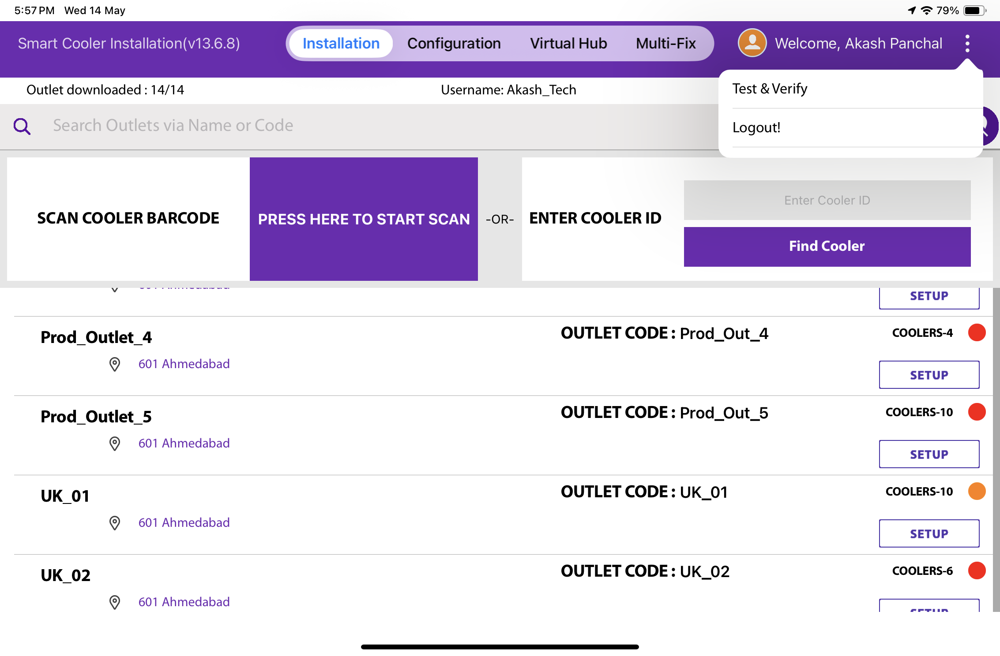 5:57 PM Wed 14 May
79%
Smart Cooler Installation(v13.6.8)
Installation Configuration Virtual Hub Multi-Fix
Welcome, Akash Panchal
Test & Verify
Logout!
Outlet downloaded : 14/14
Username: Akash_Tech
Search Outlets via Name or Code
SCAN COOLER BARCODE
PRESS HERE TO START SCAN
-OR-
ENTER COOLER ID
Enter Cooler ID
Find Cooler
601 Ahmedabad
SETUP
Prod_Outlet_4
OUTLET CODE : Prod_Out_4
COOLERS-4
601 Ahmedabad
SETUP
Prod_Outlet_5
OUTLET CODE : Prod_Out_5
COOLERS-10
601 Ahmedabad
SETUP
UK_01
OUTLET CODE : UK_01
COOLERS-10
601 Ahmedabad
SETUP
UK_02
OUTLET CODE : UK_02
COOLERS-6
601 Ahmedabad
SETUP